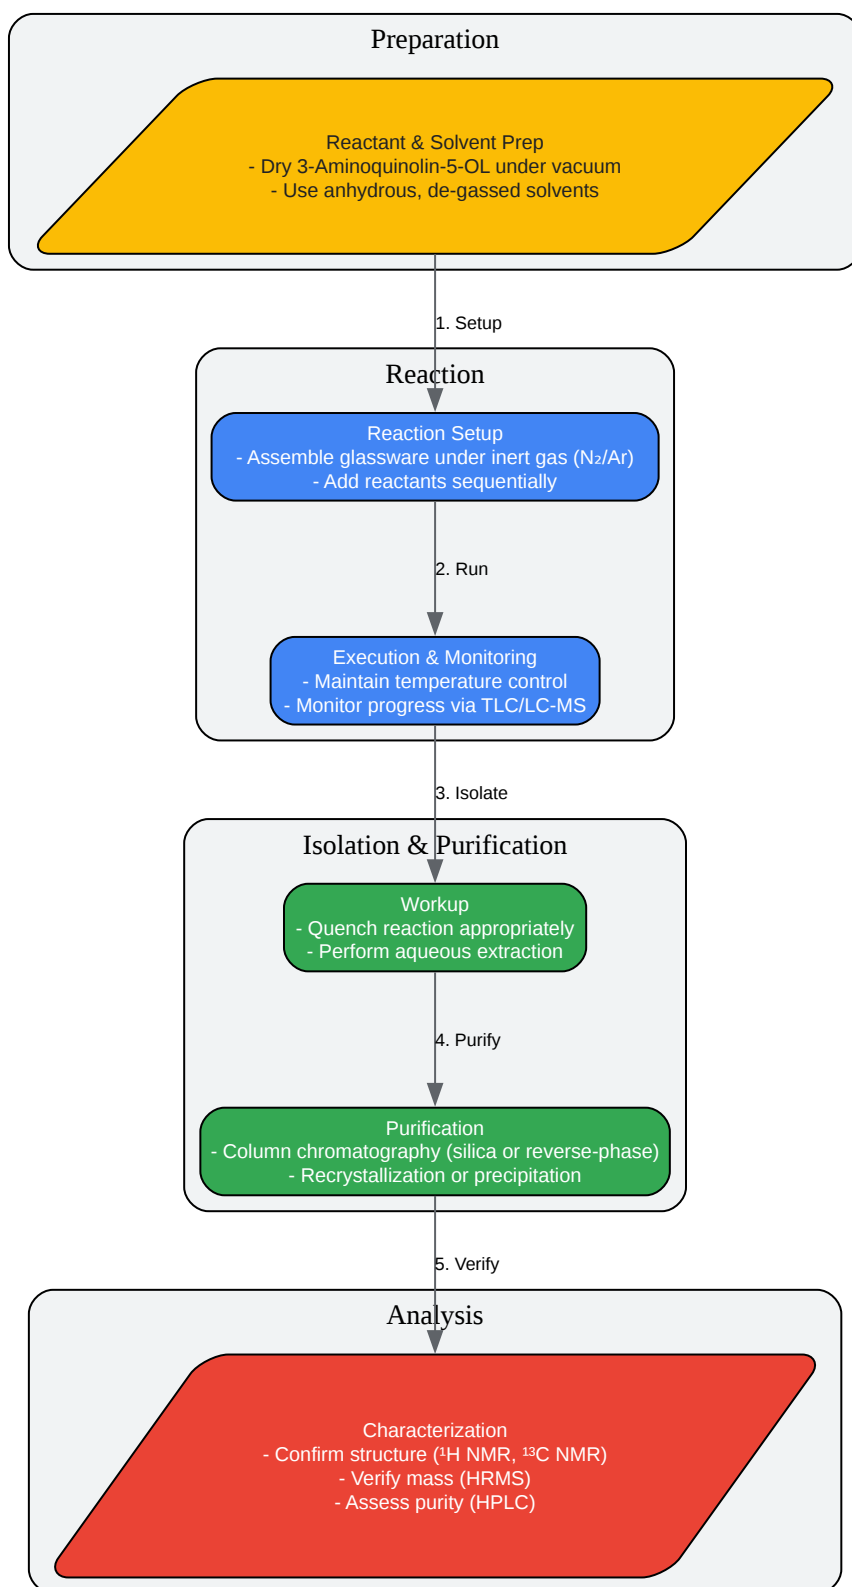 Preparation
Reactant & Solvent Prep
- Dry 3-Aminoquinolin-5-OL under vacuum
- Use anhydrous, de-gassed solvents
1. Setup
Reaction
Reaction Setup
- Assemble glassware under inert gas (N₂/Ar)
- Add reactants sequentially
2. Run
Execution & Monitoring
- Maintain temperature control
- Monitor progress via TLC/LC-MS
3. Isolate
Isolation & Purification
Workup
- Quench reaction appropriately
- Perform aqueous extraction
4. Purify
Purification
- Column chromatography (silica or reverse-phase)
- Recrystallization or precipitation
5. Verify
Analysis
Characterization
- Confirm structure (¹H NMR, ¹³C NMR)
- Verify mass (HRMS)
- Assess purity (HPLC)